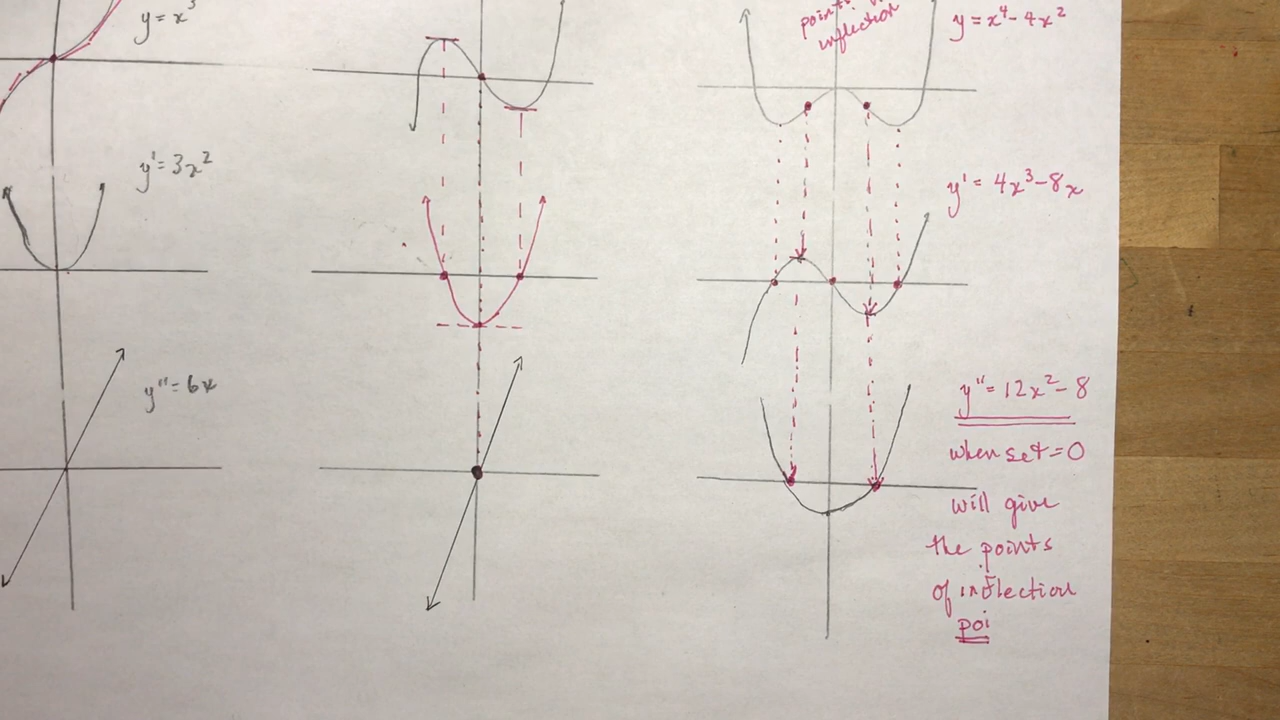 y = x³
y' = 3x²
y'' = 6x
inflection
y = x⁴ - 4x²
y' = 4x³ - 8x
y'' = 12x² - 8
when set = 0
will give
the points
of inflection
poi